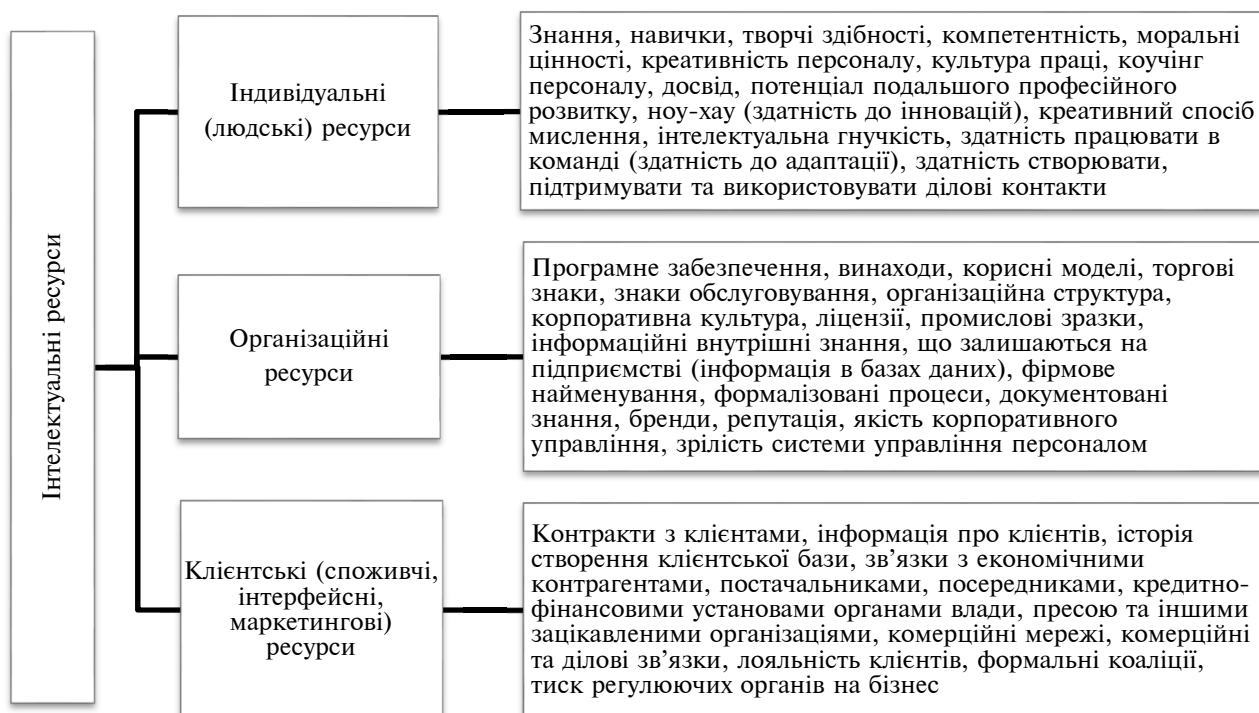 Інтелектуальні ресурси
Індивідуальні
(людські) ресурси
Знання, навички, творчі здібності, компетентність, моральні
цінності, креативність персоналу, культура праці, коучінг
персоналу, досвід, потенціал подальшого професійного
розвитку, ноу-хау (здатність до інновацій), креативний спосіб
мислення, інтелектуальна гнучкість, здатність працювати в
команді (здатність до адаптації), здатність створювати,
підтримувати та використовувати ділові контакти
Організаційні
ресурси
Програмне забезпечення, винаходи, корисні моделі, торгові
знаки, знаки обслуговування, організаційна структура,
корпоративна культура, ліцензії, промислові зразки,
інформаційні внутрішні знання, що залишаються на
підприємстві (інформація в базах даних), фірмове
найменування, формалізовані процеси, документовані
знання, бренди, репутація, якість корпоративного
управління, зрілість системи управління персоналом
Клієнтські (споживчі,
інтерфейсні,
маркетингові)
ресурси
Контракти з клієнтами, інформація про клієнтів, історія
створення клієнтської бази, зв’язки з економічними
контрагентами, постачальниками, посередниками, кредитно-
фінансовими установами органами влади, пресою та іншими
зацікавленими організаціями, комерційні мережі, комерційні
та ділові зв’язки, лояльність клієнтів, формальні коаліції,
тиск регулюючих органів на бізнес